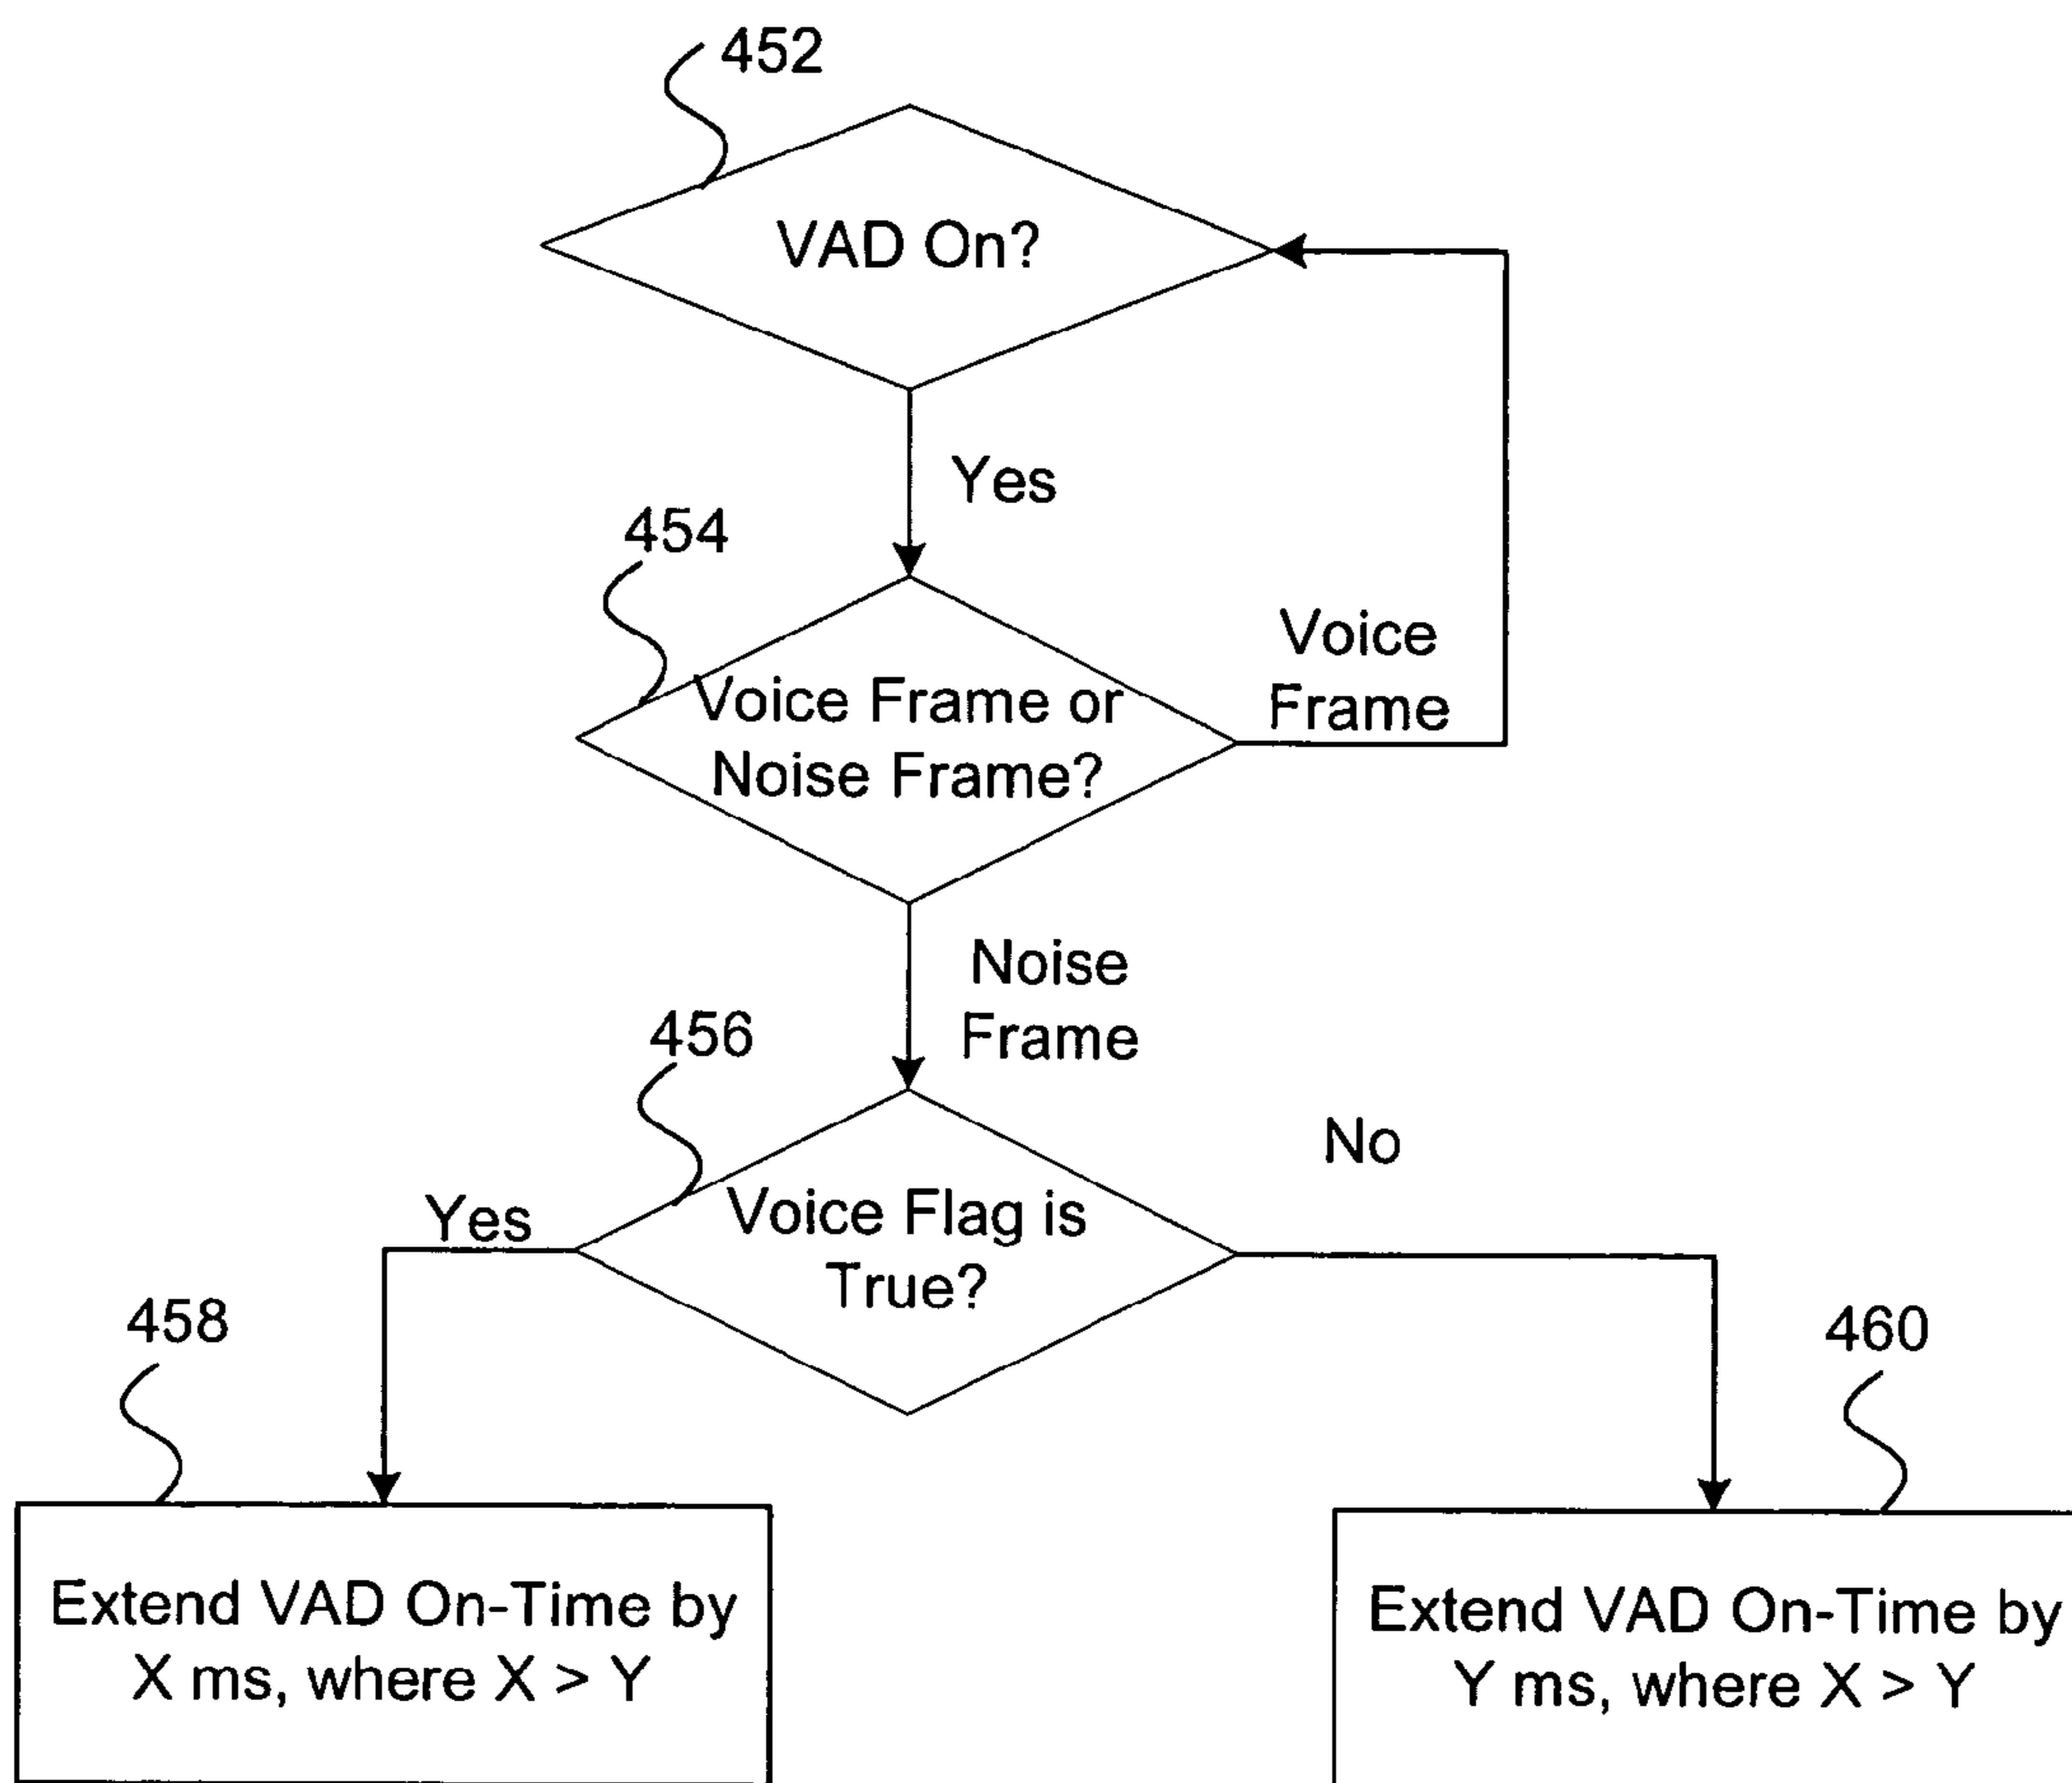 452
VAD On?
Yes
454
Voice Frame or
Noise Frame?
Voice
Frame
Noise
Frame
456
Voice Flag is
True?
Yes
No
458
Extend VAD On-Time by
X ms, where X > Y
460
Extend VAD On-Time by
Y ms, where X > Y